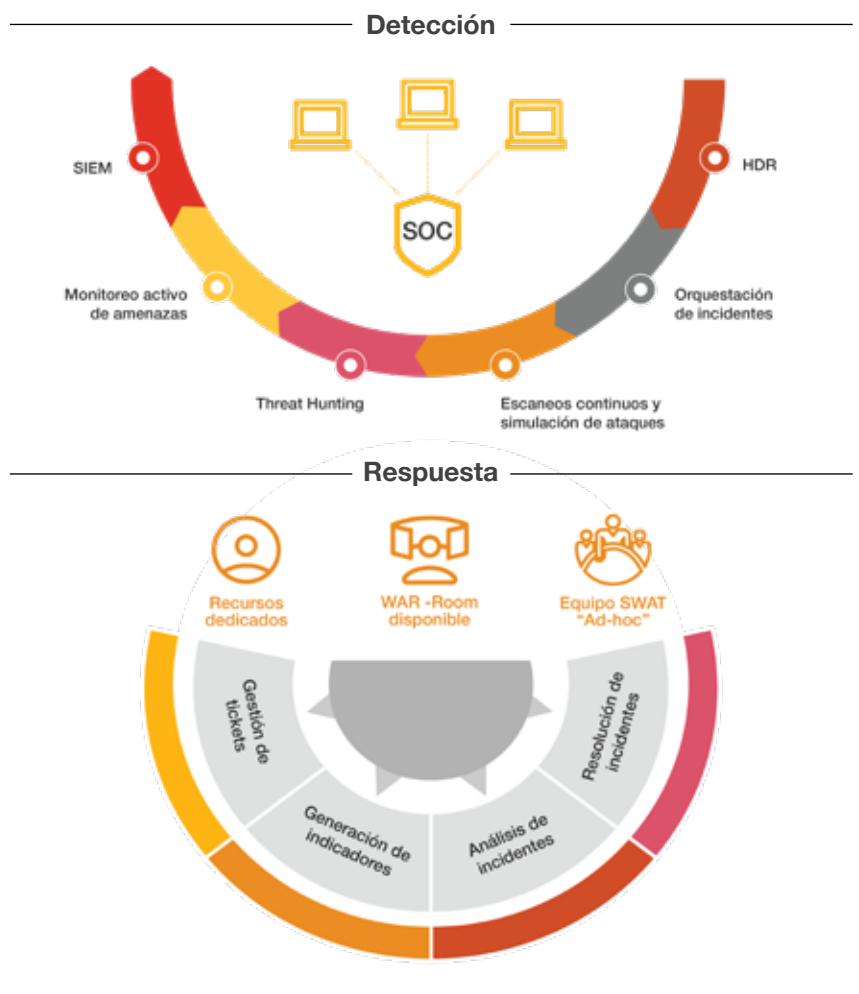 Detección
SOC
SIEM
HDR
Monitoreo activo
de amenazas
Orquestación
de incidentes
Threat Hunting
Escaneos continuos y
simulación de ataques
Respuesta
Recursos
dedicados
WAR -Room
disponible
Equipo SWAT
"Ad-hoc"
Gestión de
tickets
Generación de
indicadores
Análisis de
incidentes
Resolución de
incidentes